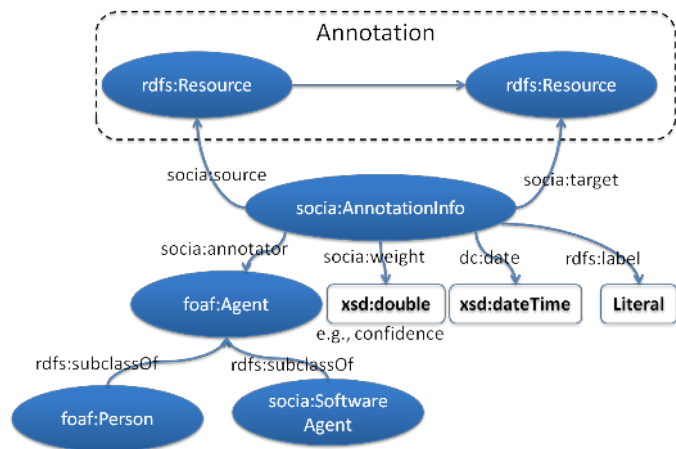 Annotation
rdfs:Resource
rdfs:Resource
socia:source
socia:target
socia:AnnotationInfo
socia:annotator
socia:weight
dc:date
rdfs:label
foaf:Agent
xsd:double
xsd:dateTime
Literal
e.g., confidence
rdfs:subclassOf
rdfs:subclassOf
foaf:Person
socia:Software
Agent